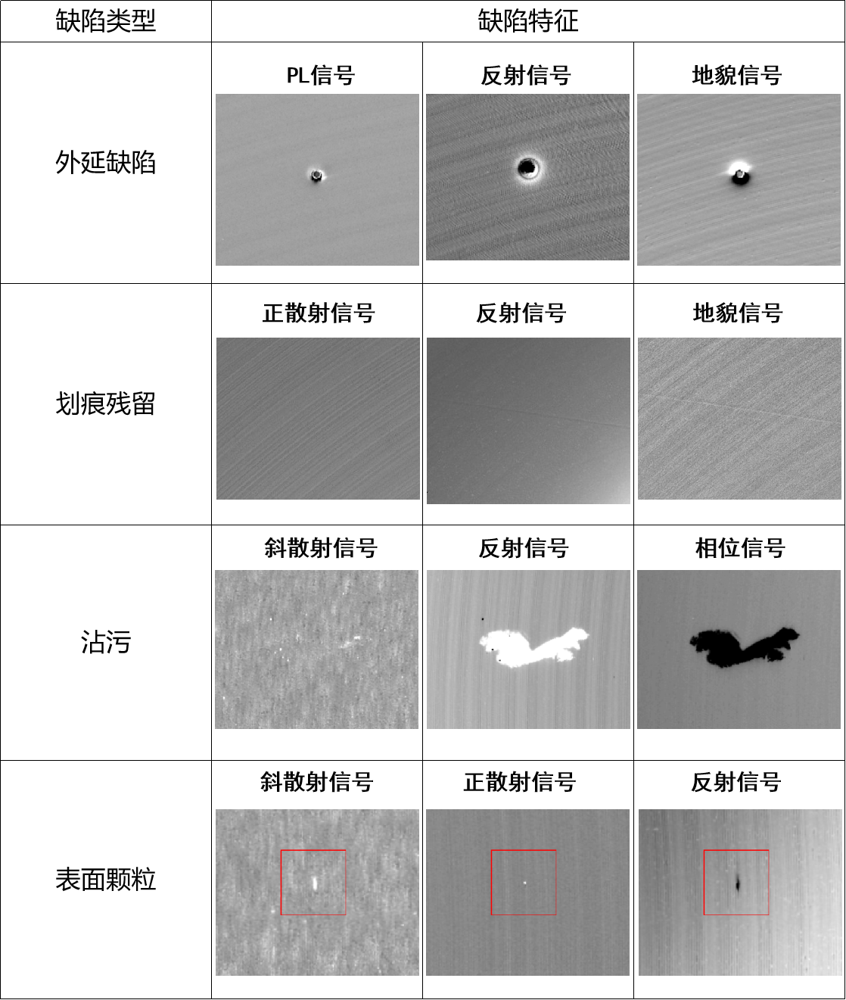 缺陷类型
缺陷特征
外延缺陷
PL信号
反射信号
地貌信号
划痕残留
正散射信号
反射信号
地貌信号
沾污
斜散射信号
反射信号
相位信号
表面颗粒
斜散射信号
正散射信号
反射信号